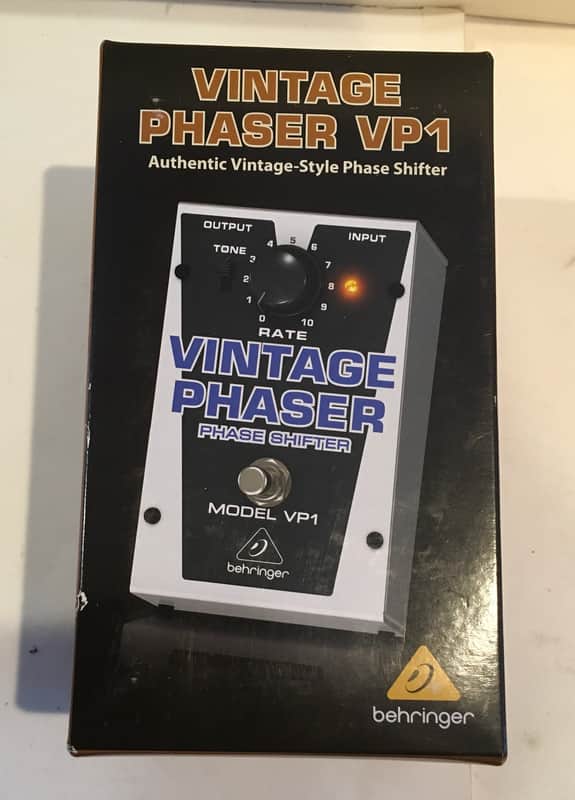 VINTAGE
PHASER VP1
Authentic Vintage-Style Phase Shifter
OUTPUT
INPUT
TONE
0 1 2 3 4 5 6 7 8 9 10
RATE
VINTAGE
PHASER
PHASE SHIFTER
MODEL VP1
behringer
behringer